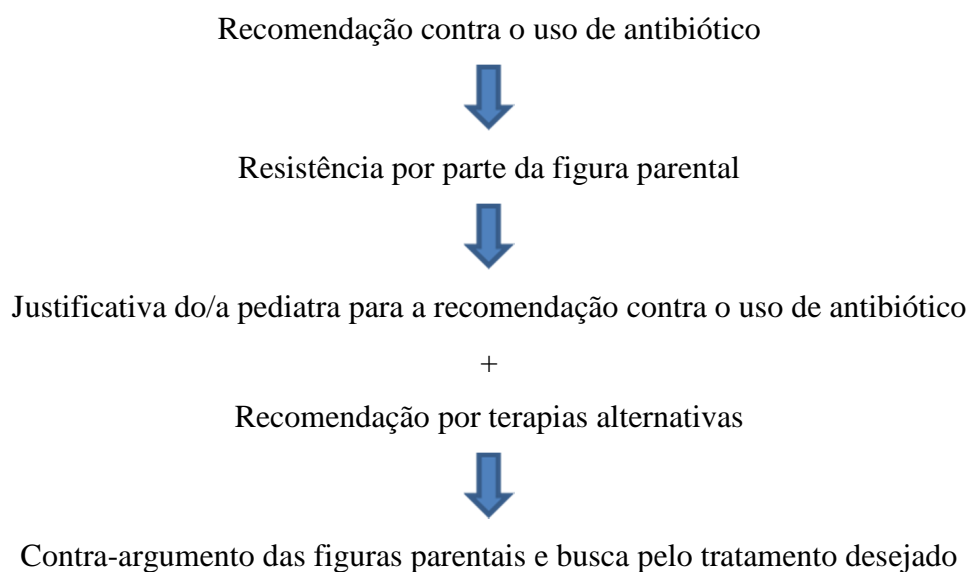 Recomendação contra o uso de antibiótico
Resistência por parte da figura parental
Justificativa do/a pediatra para a recomendação contra o uso de antibiótico
+
Recomendação por terapias alternativas
Contra-argumento das figuras parentais e busca pelo tratamento desejado